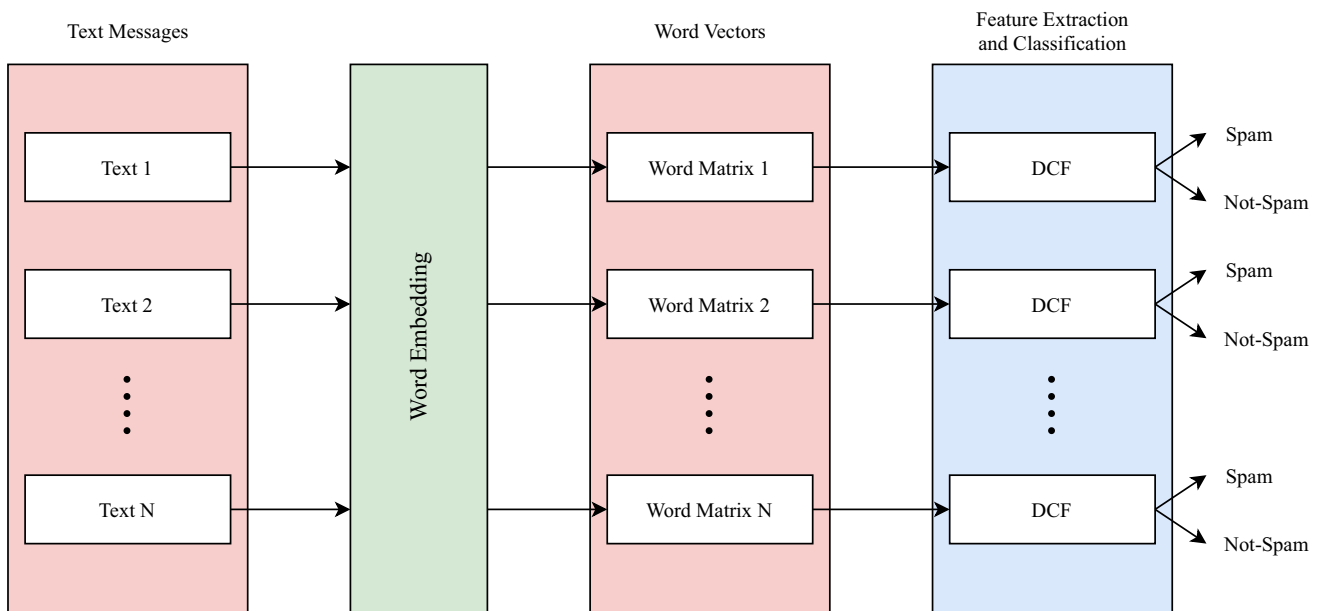 Text Messages
Word Vectors
Feature Extraction
and Classification
Text 1
Word Matrix 1
DCF
Spam
Not-Spam
Word Embedding
Text 2
Word Matrix 2
DCF
Spam
Not-Spam
Text N
Word Matrix N
DCF
Spam
Not-Spam